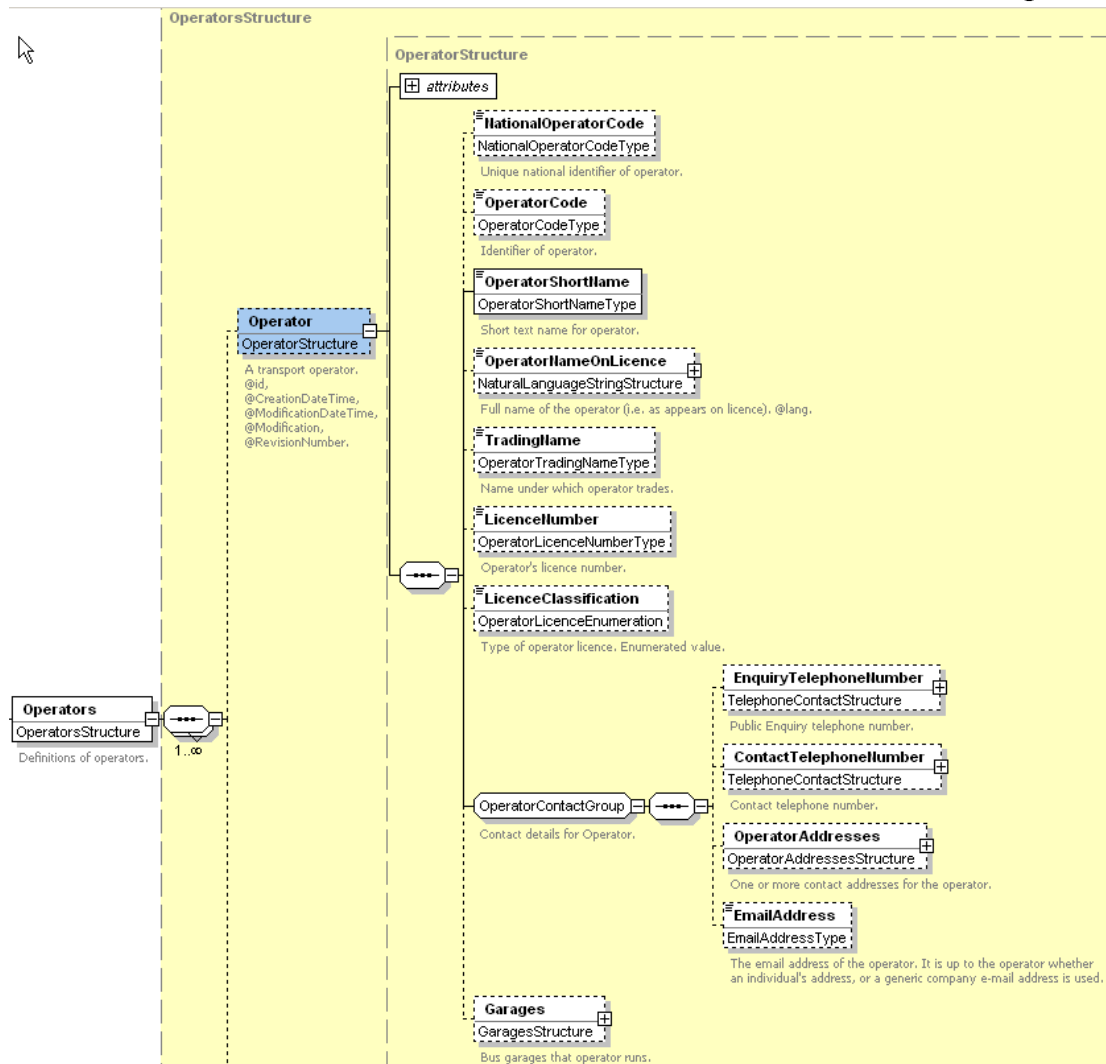 OperatorsStructure
OperatorStructure
attributes
NationalOperatorCode
NationalOperatorCodeType
Unique national identifier of operator.
OperatorCode
OperatorCodeType
Identifier of operator.
OperatorShortName
OperatorShortNameType
Short text name for operator.
Operator
OperatorStructure
A transport operator.
@id,
@CreationDateTime,
@ModificationDateTime,
@Modification,
@RevisionNumber.
OperatorNameOnLicence
NaturalLanguageStringStructure
Full name of the operator (i.e. as appears on licence). @lang.
TradingName
OperatorTradingNameType
Name under which operator trades.
LicenceNumber
OperatorLicenceNumberType
Operator's licence number.
LicenceClassification
OperatorLicenceEnumeration
Type of operator licence. Enumerated value.
Operators
OperatorsStructure
Definitions of operators.
1..∞
OperatorContactGroup
Contact details for Operator.
EnquiryTelephoneNumber
TelephoneContactStructure
Public Enquiry telephone number.
ContactTelephoneNumber
TelephoneContactStructure
Contact telephone number.
OperatorAddresses
OperatorAddressesStructure
One or more contact addresses for the operator.
EmailAddress
EmailAddressType
The email address of the operator. It is up to the operator whether
an individual's address, or a generic company e-mail address is used.
Garages
GaragesStructure
Bus garages that operator runs.